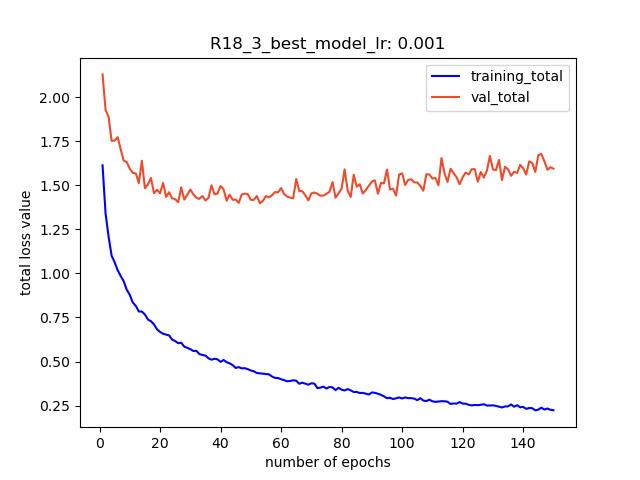 R18_3_best_model_lr: 0.001
training_total
val_total
total loss value
2.00
1.75
1.50
1.25
1.00
0.75
0.50
0.25
0 20 40 60 80 100 120 140
number of epochs